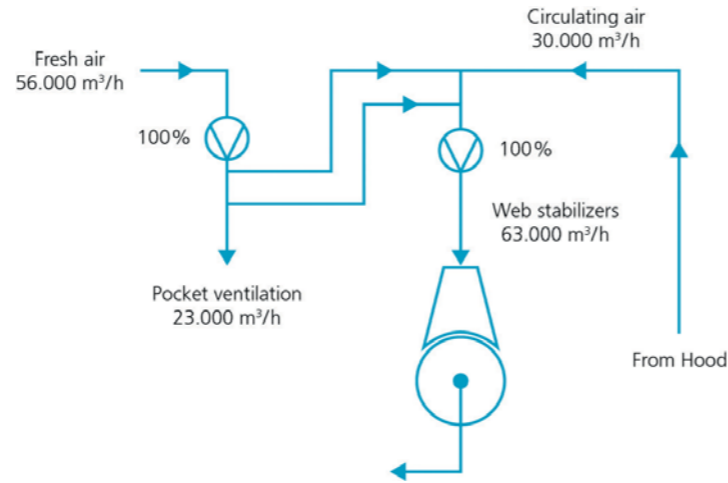 Circulating air
30.000 m³/h
Fresh air
56.000 m³/h
100%
100%
Web stabilizers
63.000 m³/h
Pocket ventilation
23.000 m³/h
From Hood